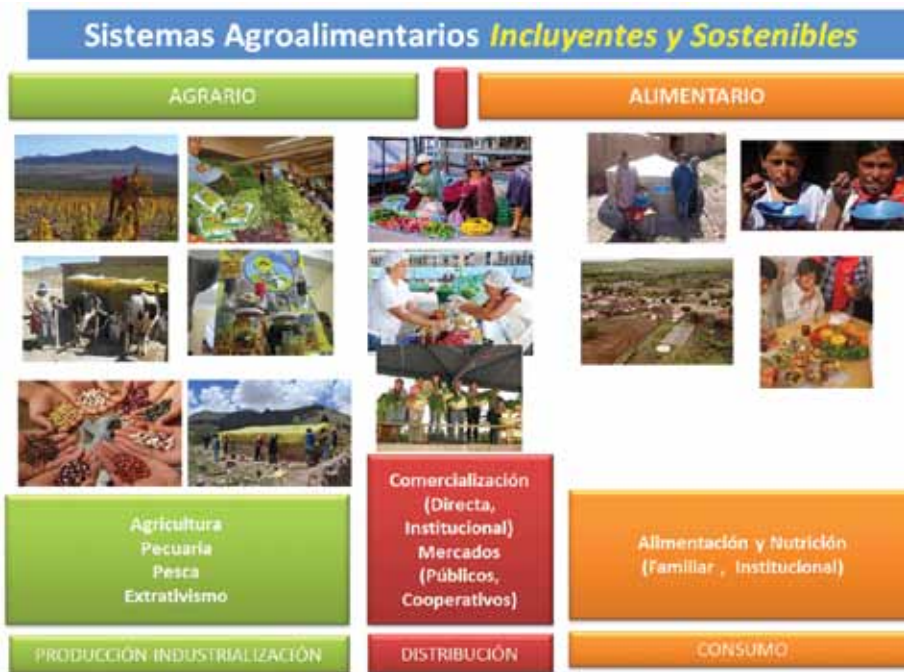 Sistemas Agroalimentarios Incluyentes y Sostenibles
AGRARIO
ALIMENTARIO
Agricultura
Pecuaria
Pesca
Extrativismo
Comercialización
(Directa,
Institucional)
Mercados
(Públicos,
Cooperativos)
Alimentación y Nutrición
(Familiar , Institucional)
PRODUCCIÓN INDUSTRIALIZACIÓN
DISTRIBUCIÓN
CONSUMO